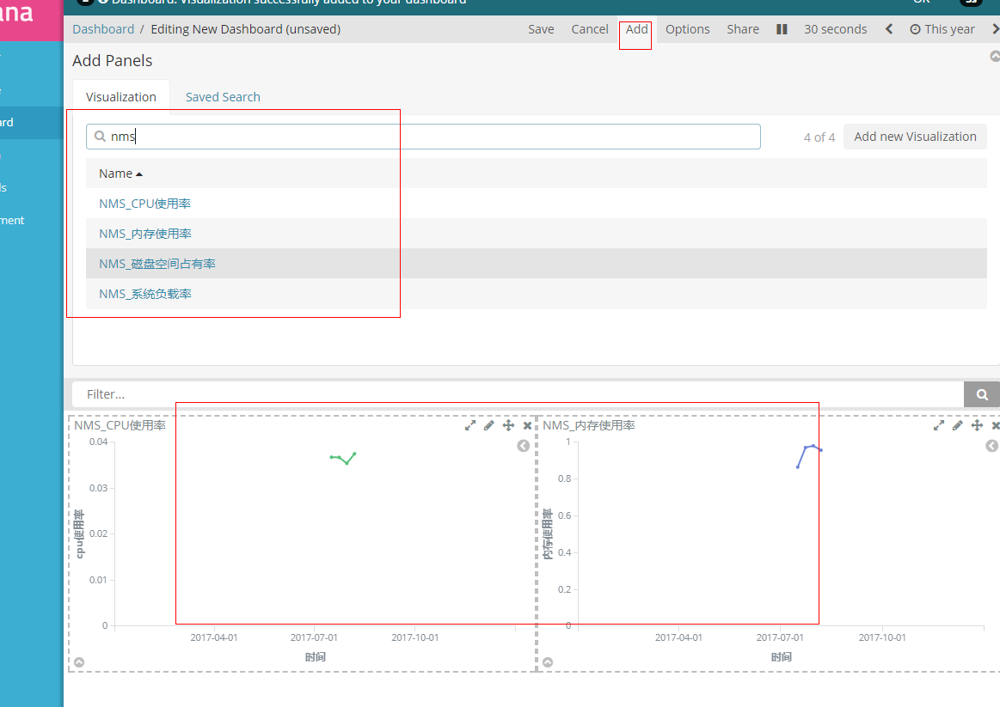 Dashboard: Visualization successfully added to your dashboard OK
ana
Dashboard / Editing New Dashboard (unsaved) Save Cancel Add Options Share 30 seconds This year
Add Panels
Visualization Saved Search
rd
nms 4 of 4 Add new Visualization
Name
ls
NMS_CPU使用率
ment
NMS_内存使用率
NMS_磁盘空间占有率
NMS_系统负载率
Filter...
NMS_CPU使用率
0.04
0.03
0.02
0.01
0
cpu使用率
2017-04-01 2017-07-01 2017-10-01
时间
NMS_内存使用率
1
0.8
0.6
0.4
0.2
0
内存使用率
2017-04-01 2017-07-01 2017-10-01
时间